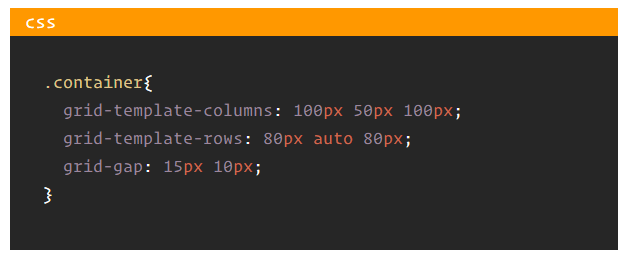 css
.container{
grid-template-columns: 100px 50px 100px;
grid-template-rows: 80px auto 80px;
grid-gap: 15px 10px;
}